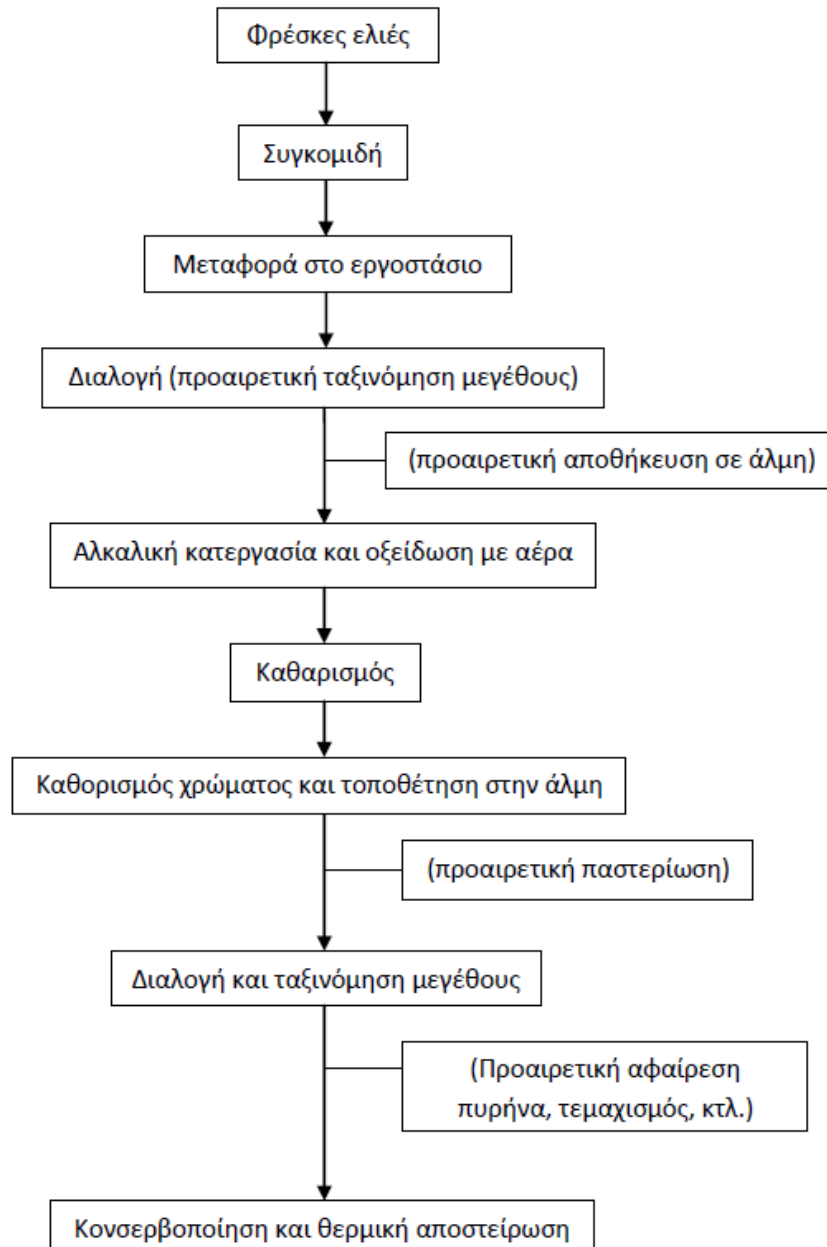 Φρέσκες ελιές
Συγκομιδή
Μεταφορά στο εργοστάσιο
Διαλογή (προαιρετική ταξινόμηση μεγέθους)
(προαιρετική αποθήκευση σε άλμη)
Αλκαλική κατεργασία και οξείδωση με αέρα
Καθαρισμός
Καθορισμός χρώματος και τοποθέτηση στην άλμη
(προαιρετική παστερίωση)
Διαλογή και ταξινόμηση μεγέθους
(Προαιρετική αφαίρεση
πυρήνα, τεμαχισμός, κτλ.)
Κονσερβοποίηση και θερμική αποστείρωση